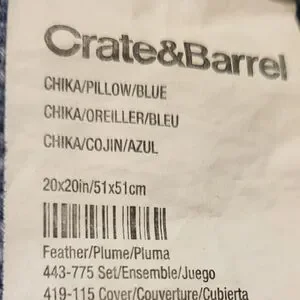 Crate&Barrel
CHIKA/PILLOW/BLUE
CHIKA/OREILLER/BLEU
CHIKA/COJIN/AZUL
20x20in/51x51cm
Feather/Plume/Pluma
443-775 Set/Ensemble/Juego
419-115 Cover/Couverture/Cubierta